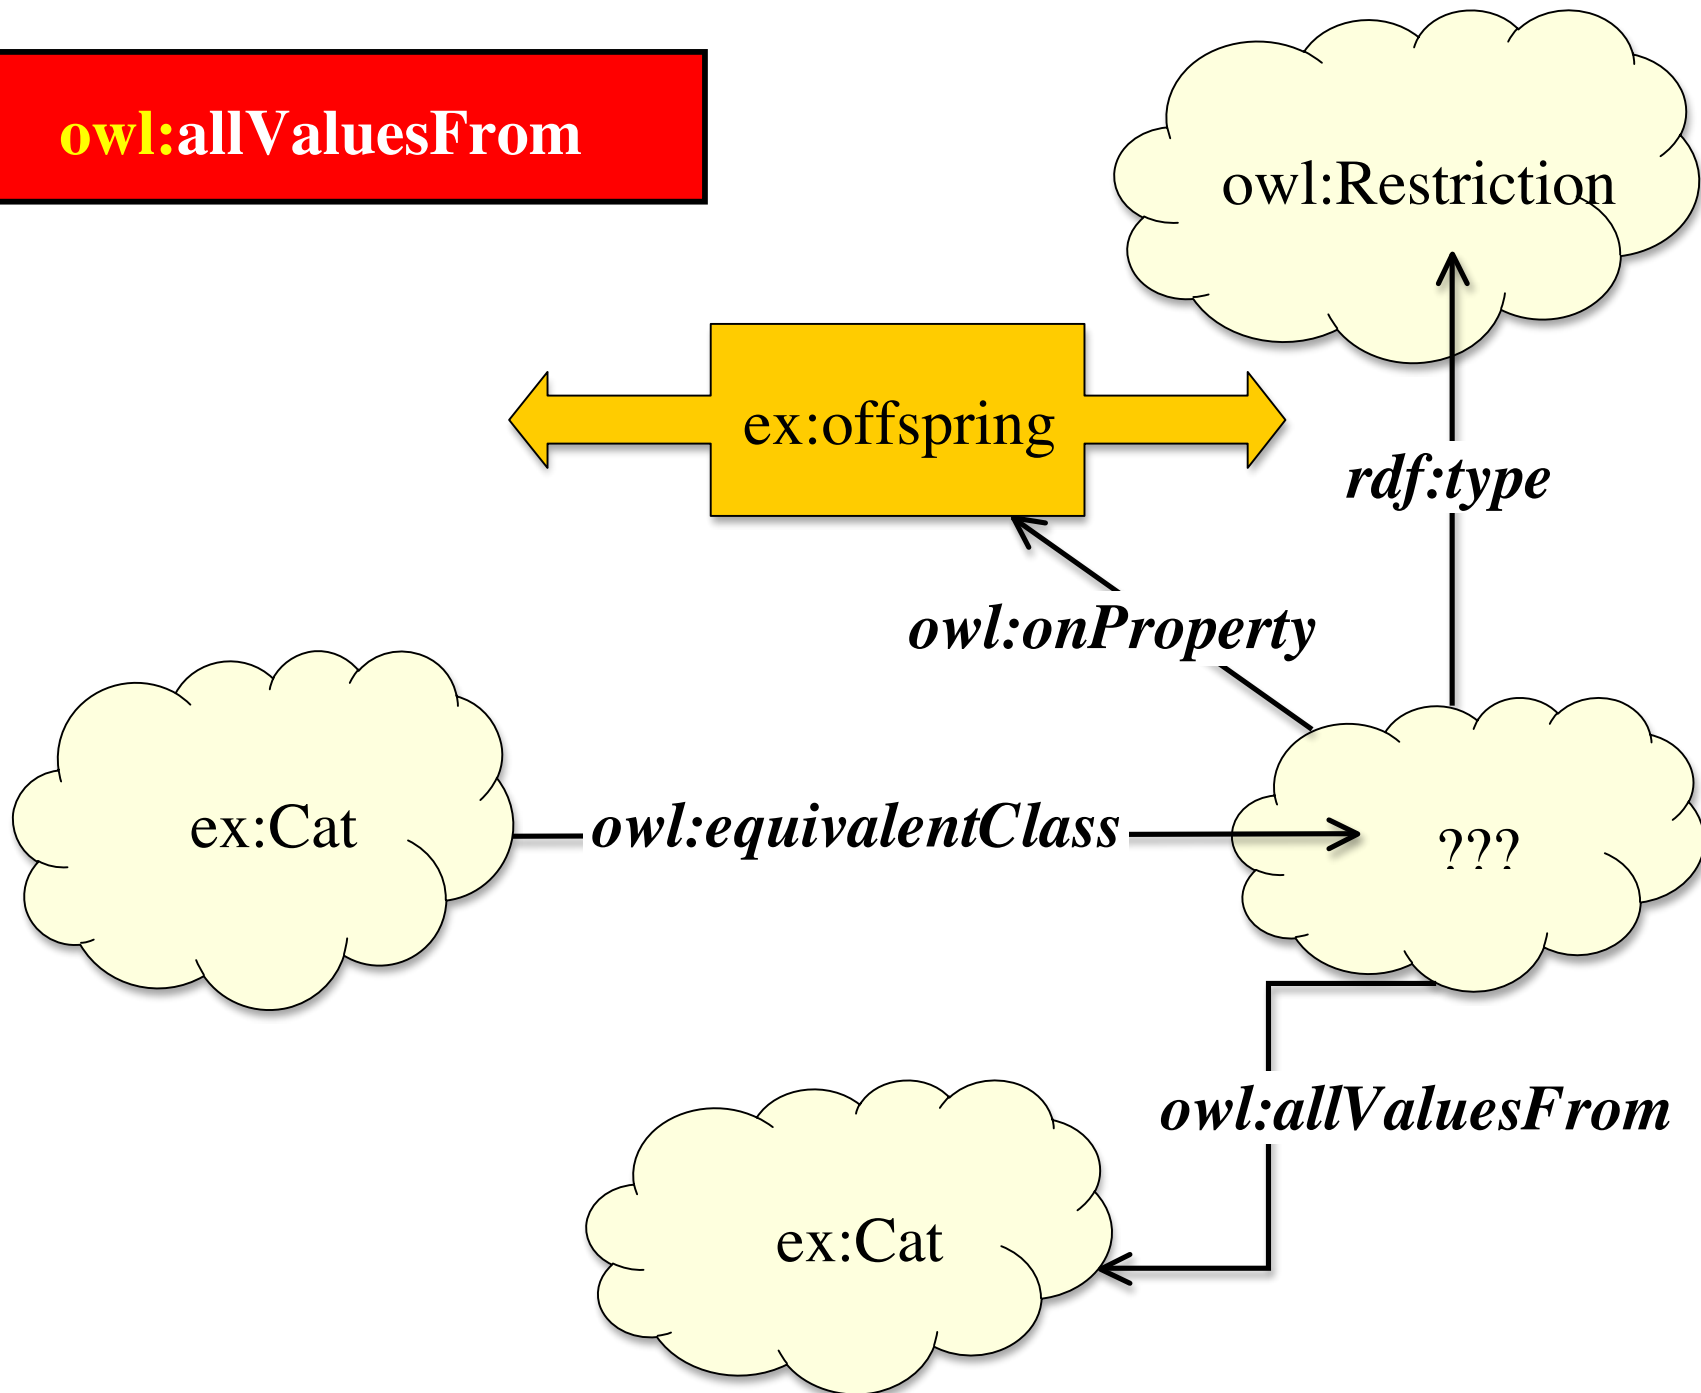 owl:allValuesFrom
owl:Restriction
ex:offspring
rdf:type
owl:onProperty
ex:Cat
owl:equivalentClass
???
owl:allValuesFrom
ex:Cat